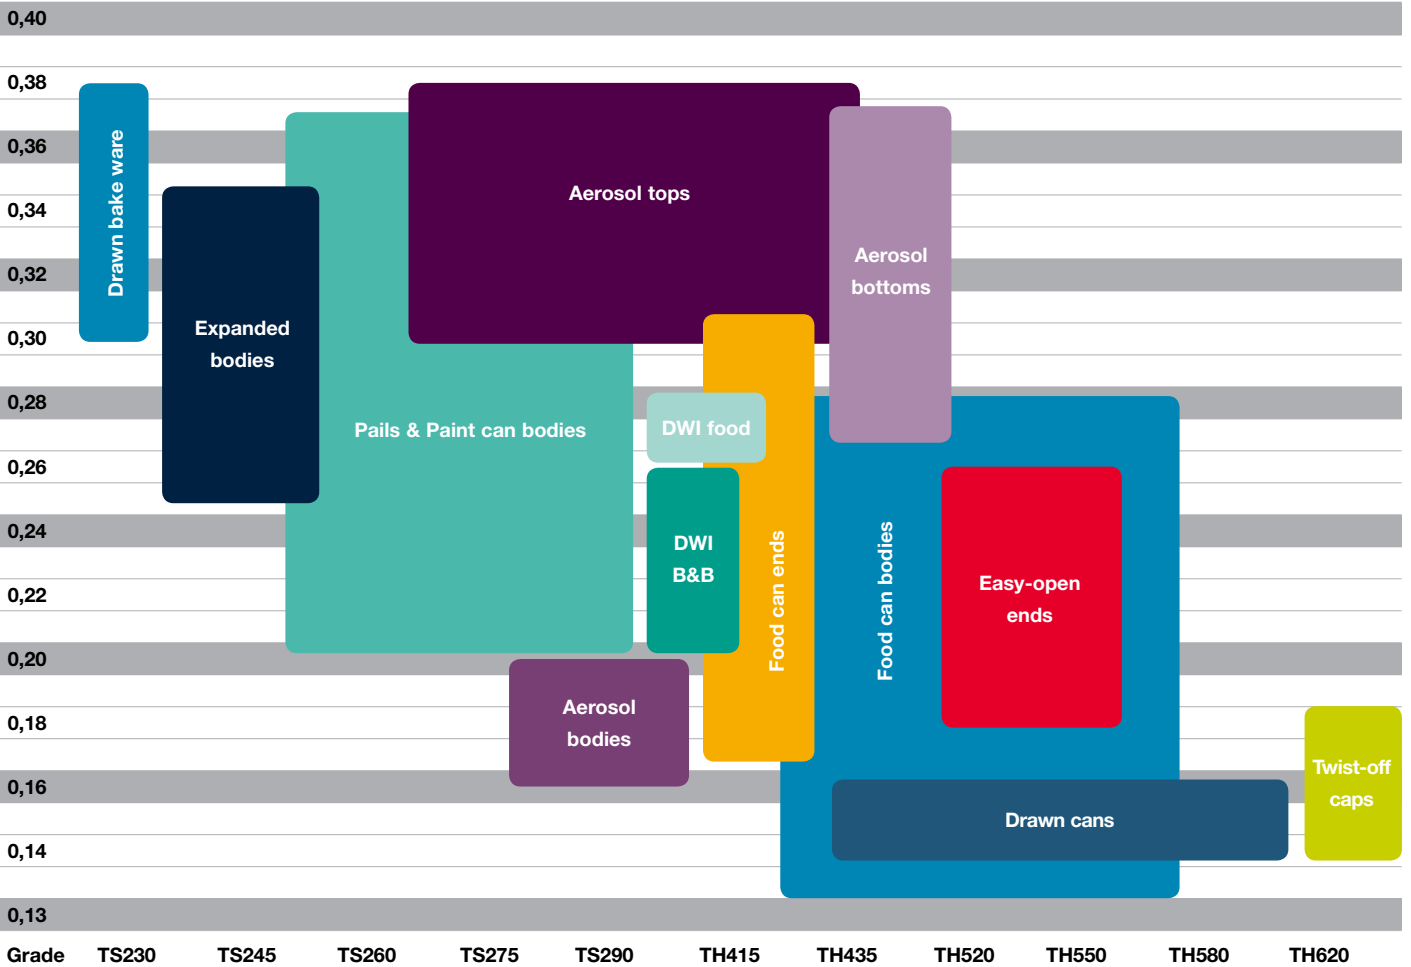 0,40
0,38
0,36
0,34
0,32
0,30
0,28
0,26
0,24
0,22
0,20
0,18
0,16
0,14
0,13
Drawn bake ware
Expanded
bodies
Pails & Paint can bodies
Aerosol tops
Aerosol
bottoms
DWI food
DWI
B&B
Food can ends
Food can bodies
Easy-open
ends
Aerosol
bodies
Drawn cans
Twist-off
caps
Grade TS230 TS245 TS260 TS275 TS290 TH415 TH435 TH520 TH550 TH580 TH620